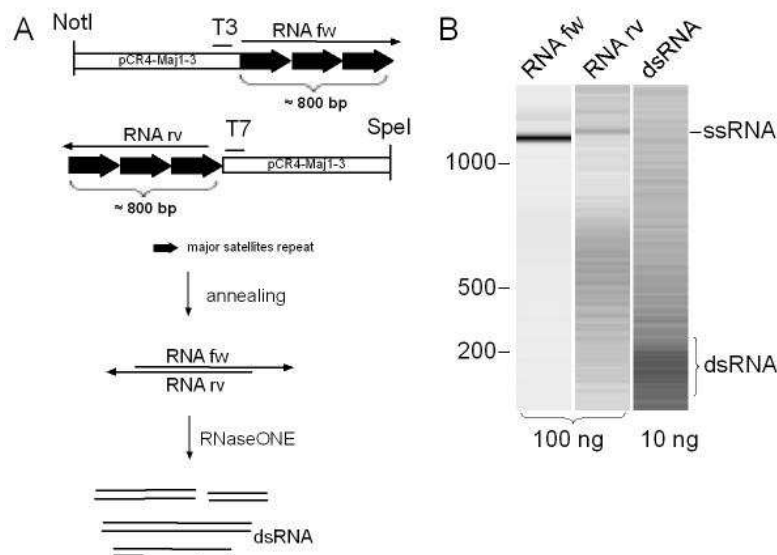 A
NotI
T3
RNA fw
pCR4-Maj1-3
≈ 800 bp
RNA rv
T7
SpeI
pCR4-Maj1-3
≈ 800 bp
major satellites repeat
annealing
RNA fw
RNA rv
RNaseONE
dsRNA
B
RNA fw
RNA rv
dsRNA
ssRNA
1000
500
200
dsRNA
100 ng
10 ng